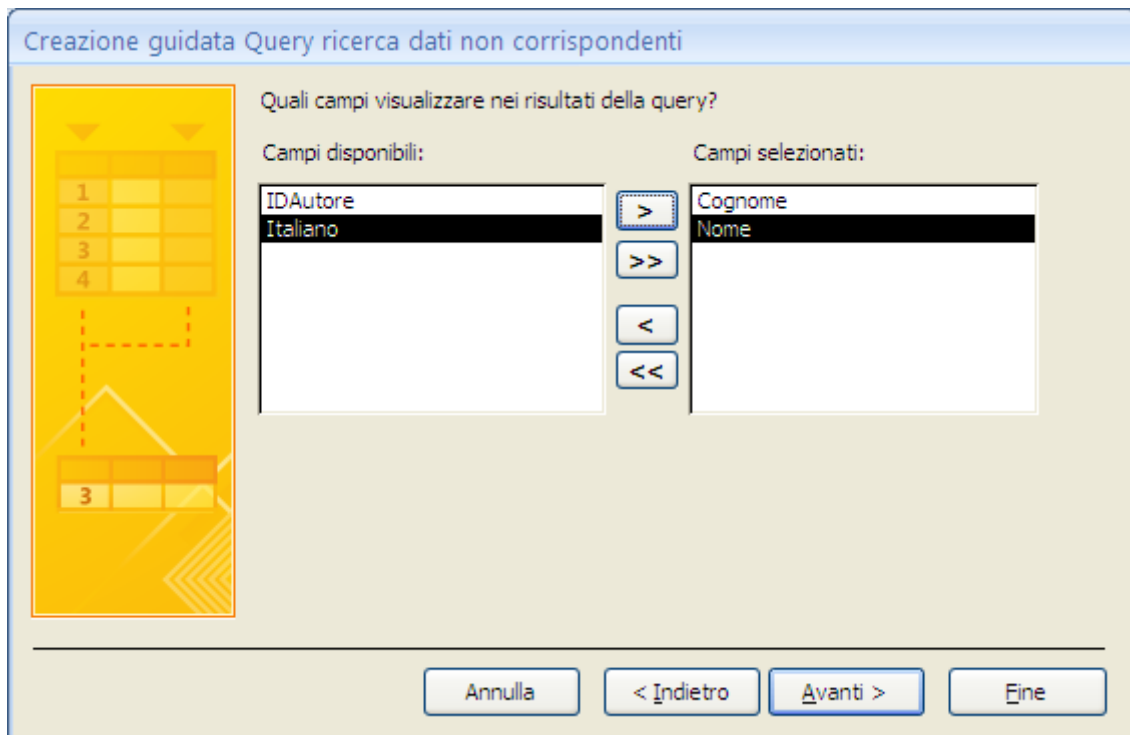 Creazione guidata Query ricerca dati non corrispondenti
Quali campi visualizzare nei risultati della query?
Campi disponibili:
Campi selezionati:
1
2
3
4
3
IDAutore
Italiano
>
>>
<
<<
Cognome
Nome
Annulla
< Indietro
Avanti >
Fine